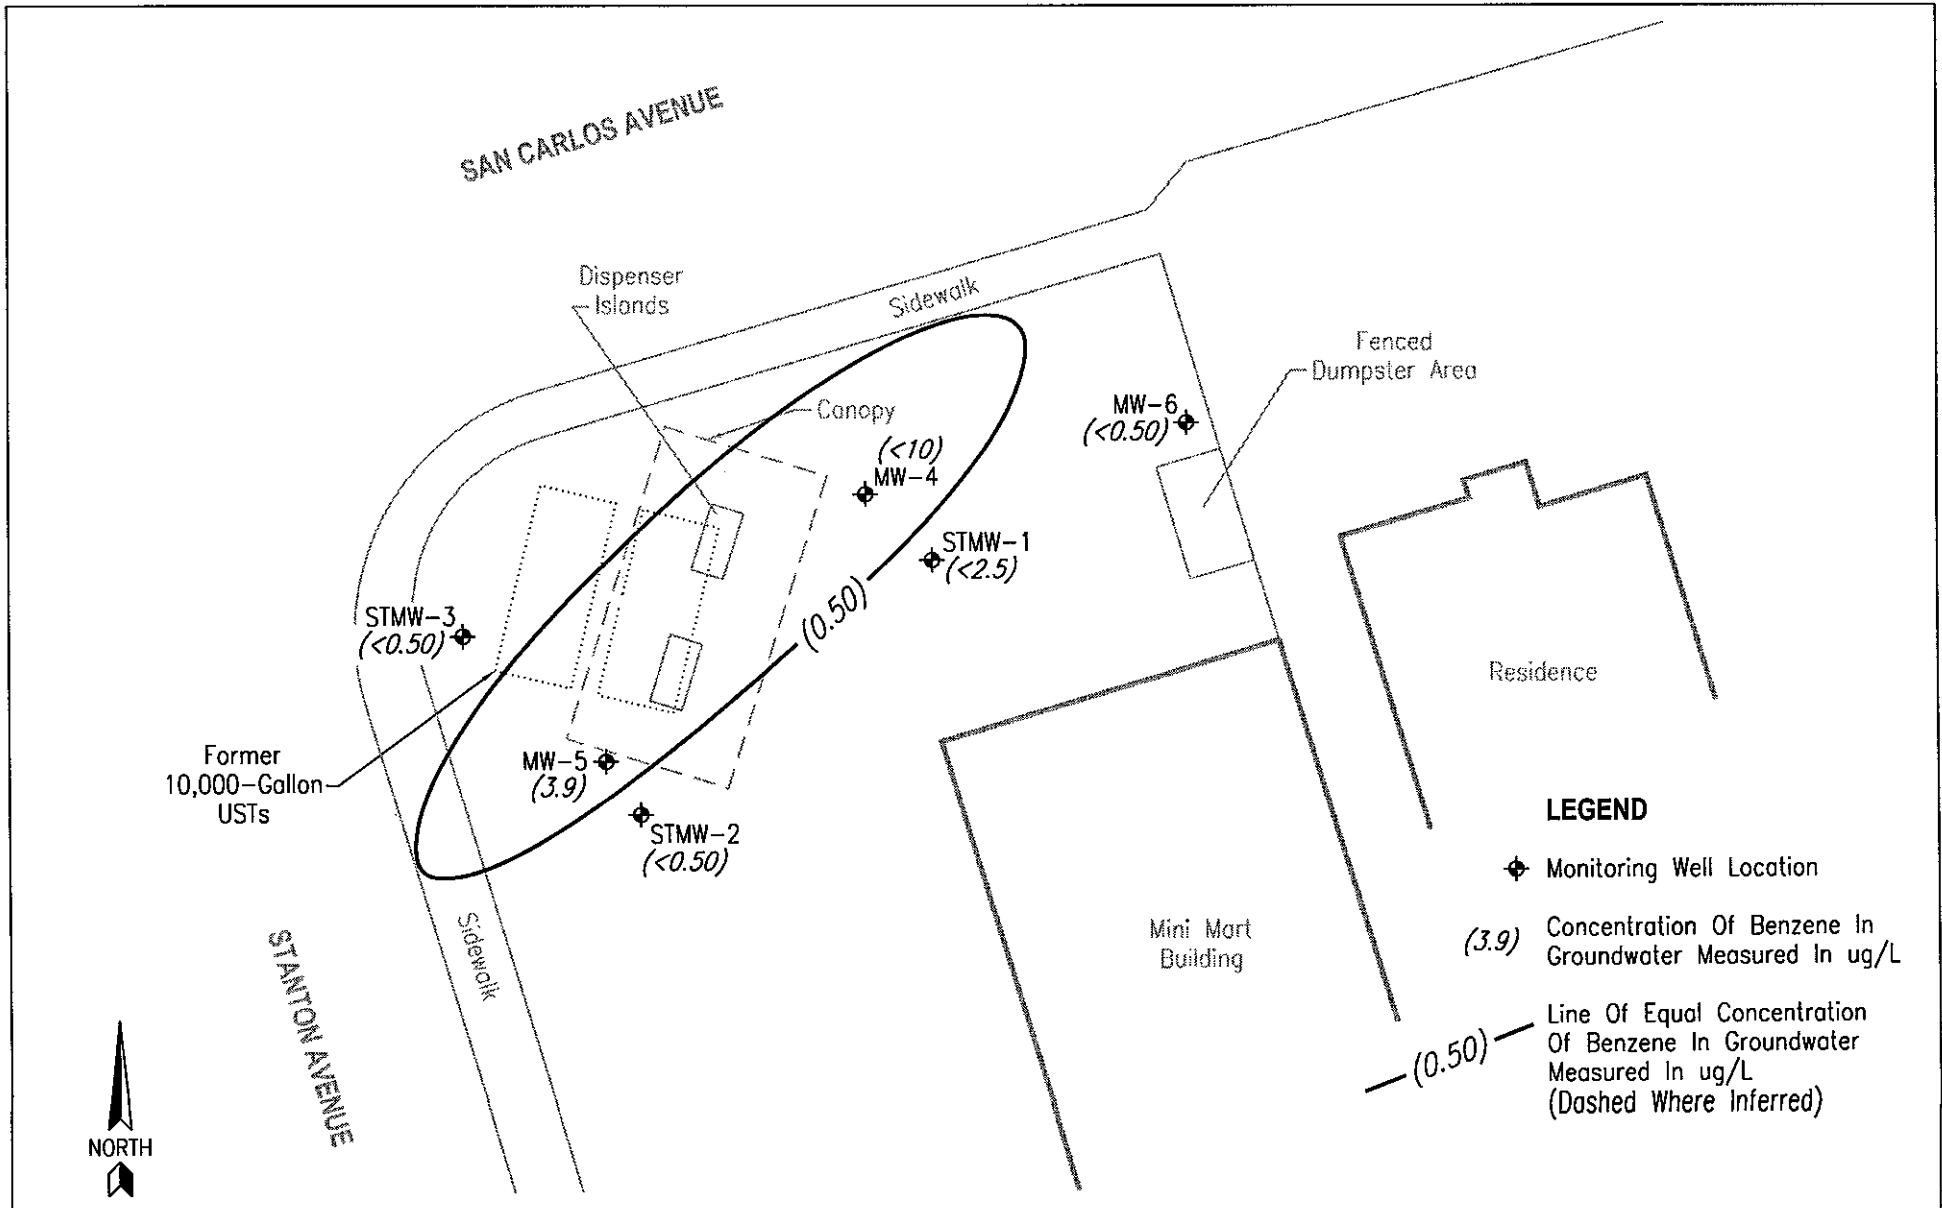 SAN CARLOS AVENUE
Dispenser
Islands
Sidewalk
Fenced
Dumpster Area
Canopy
MW-6
(<0.50)
(<10)
MW-4
STMW-1
(<2.5)
STMW-3
(<0.50)
(0.50)
Residence
Former
10,000-Gallon
USTs
MW-5
(3.9)
STMW-2
(<0.50)
Sidewalk
STANTON AVENUE
Mini Mart
Building
LEGEND
Monitoring Well Location
(3.9) Concentration Of Benzene In
Groundwater Measured In ug/L
(0.50) Line Of Equal Concentration
Of Benzene In Groundwater
Measured In ug/L
(Dashed Where Inferred)
NORTH